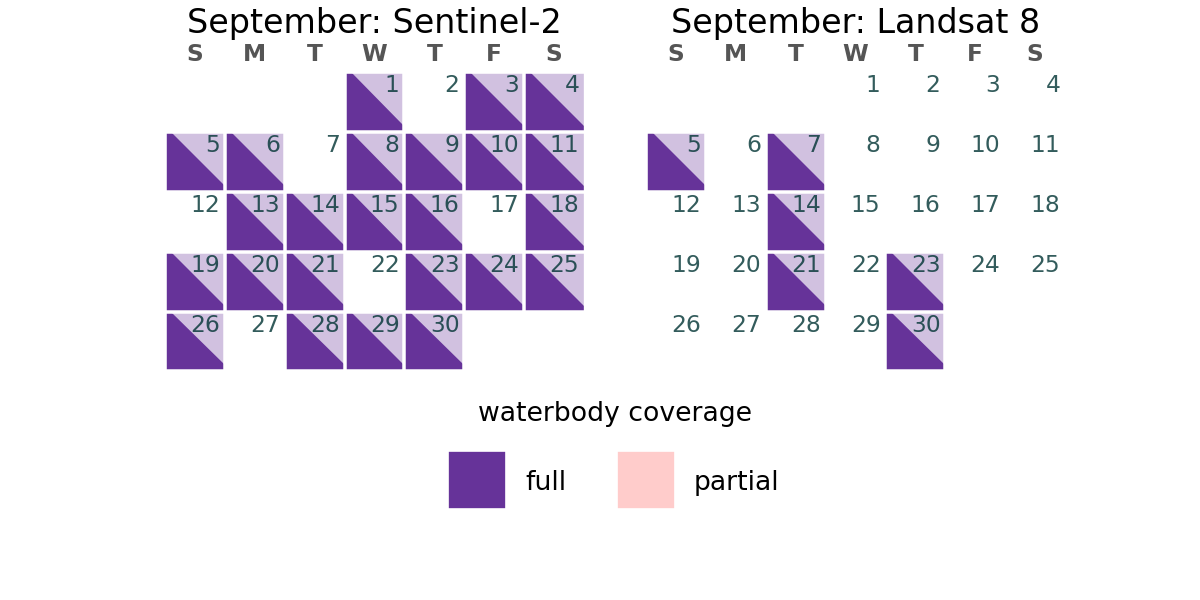 September: Sentinel-2
S M T W T F S
1 2 3 4
5 6 7 8 9 10 11
12 13 14 15 16 17 18
19 20 21 22 23 24 25
26 27 28 29 30
September: Landsat 8
S M T W T F S
1 2 3 4
5 6 7 8 9 10 11
12 13 14 15 16 17 18
19 20 21 22 23 24 25
26 27 28 29 30
waterbody coverage
full
partial